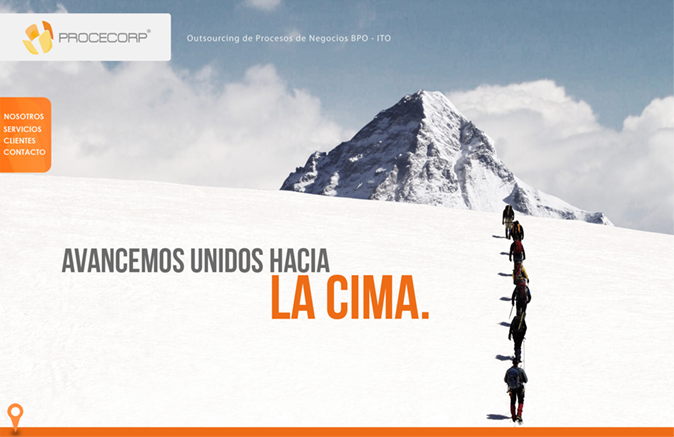 PROCECORP®
Outsourcing de Procesos de Negocios BPO - ITO
NOSOTROS
SERVICIOS
CLIENTES
CONTACTO
AVANCEMOS UNIDOS HACIA
LA CIMA.